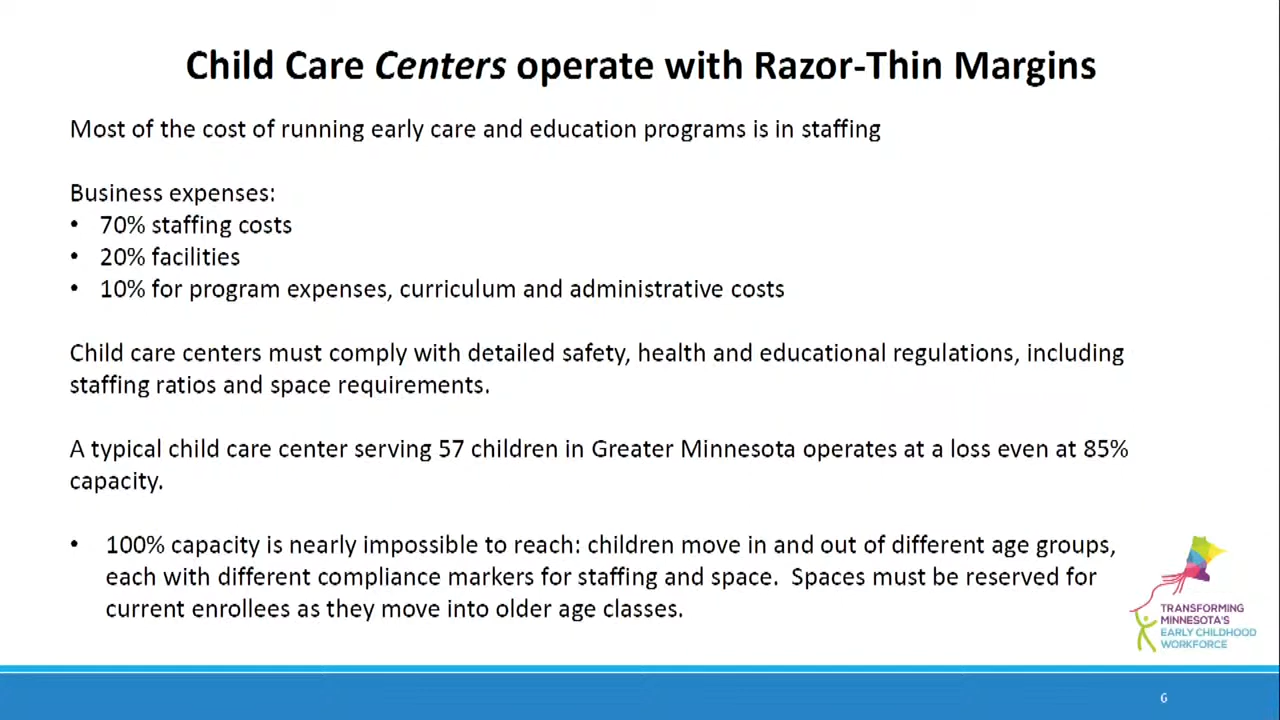 Child Care Centers operate with Razor-Thin Margins
Most of the cost of running early care and education programs is in staffing
Business expenses:
• 70% staffing costs
• 20% facilities
• 10% for program expenses, curriculum and administrative costs
Child care centers must comply with detailed safety, health and educational regulations, including
staffing ratios and space requirements.
A typical child care center serving 57 children in Greater Minnesota operates at a loss even at 85%
capacity.
• 100% capacity is nearly impossible to reach: children move in and out of different age groups,
each with different compliance markers for staffing and space.  Spaces must be reserved for
current enrollees as they move into older age classes.
TRANSFORMING
MINNESOTA'S
EARLY CHILDHOOD
WORKFORCE
6